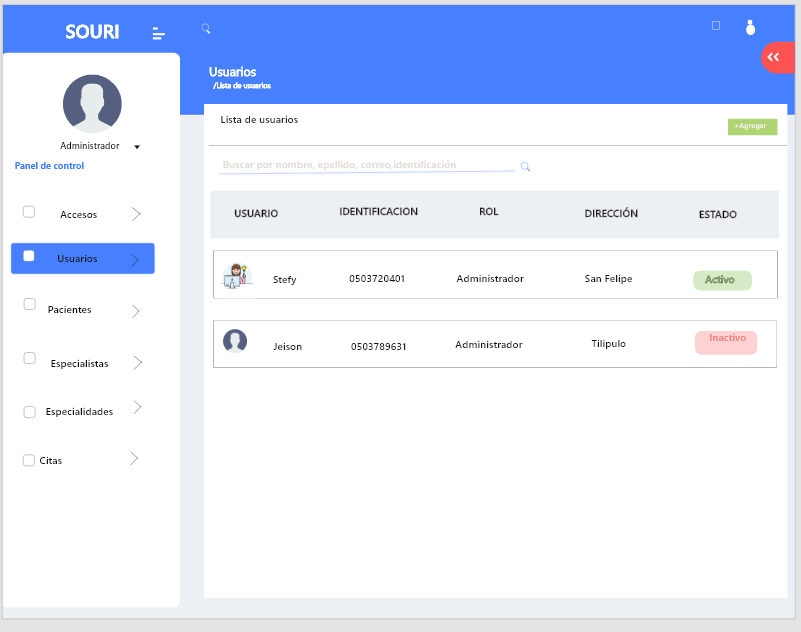 SOURI
Usuarios
/Lista de usuarios
Administrador
Panel de control
Accesos
Usuarios
Pacientes
Especialistas
Especialidades
Citas
Lista de usuarios
+Agregar
Buscar por nombre, epellido, correo,identificación
USUARIO IDENTIFICACION ROL DIRECCIÓN ESTADO
Stefy 0503720401 Administrador San Felipe Activo
Jeison 0503789631 Administrador Tilipulo Inactivo